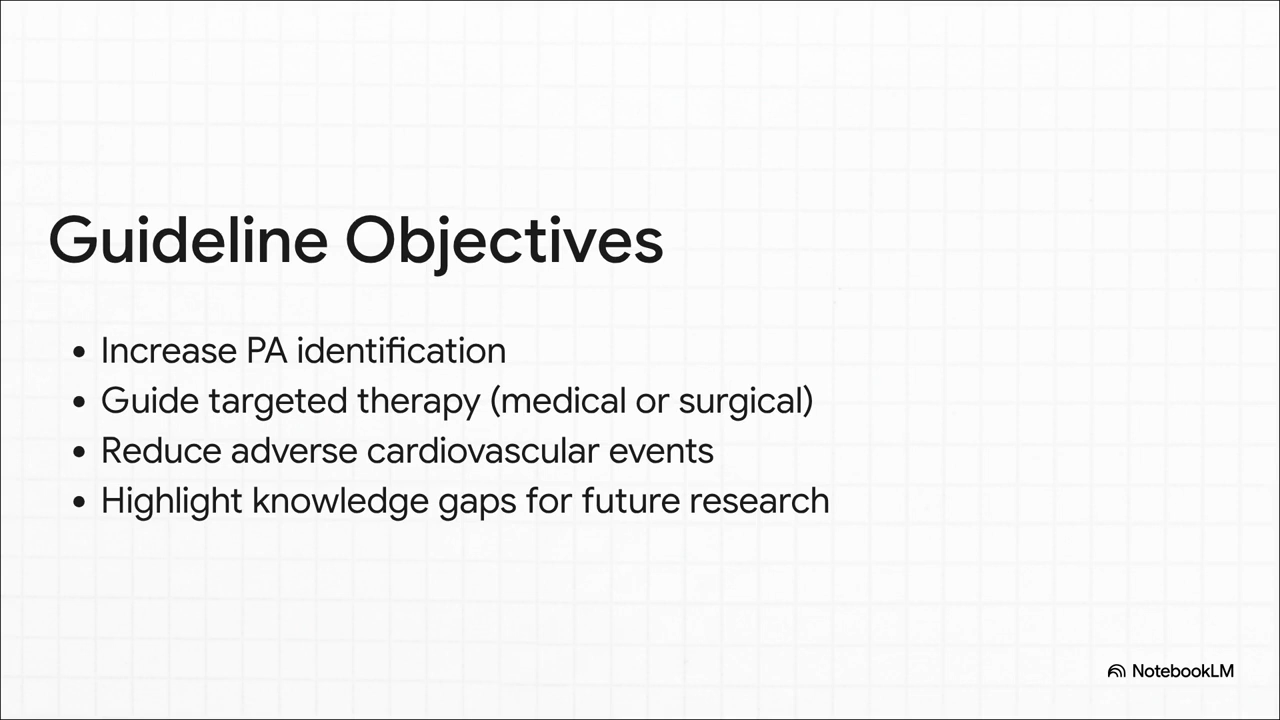 Guideline Objectives
• Increase PA identification
• Guide targeted therapy (medical or surgical)
• Reduce adverse cardiovascular events
• Highlight knowledge gaps for future research
NotebookLM